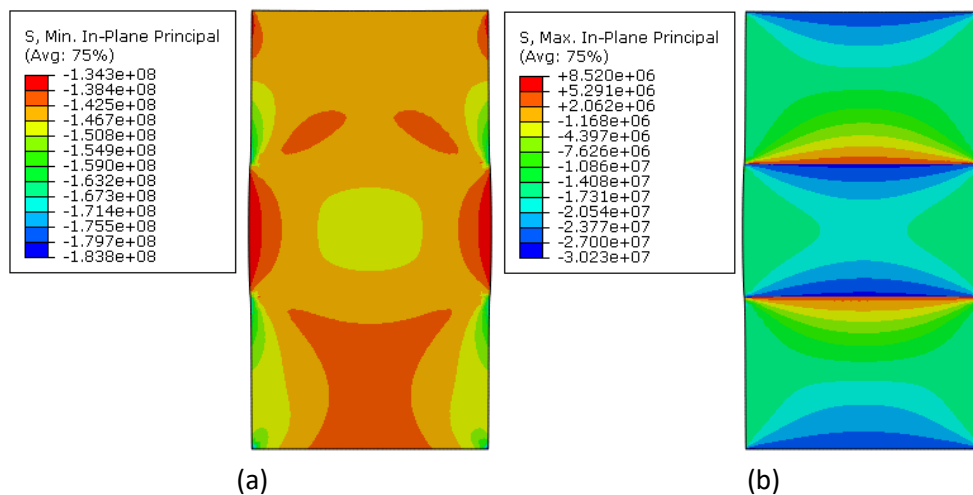 S, Min. In-Plane Principal
(Avg: 75%)
-1.343e+08
-1.384e+08
-1.425e+08
-1.467e+08
-1.508e+08
-1.549e+08
-1.590e+08
-1.632e+08
-1.673e+08
-1.714e+08
-1.755e+08
-1.797e+08
-1.838e+08
S, Max. In-Plane Principal
(Avg: 75%)
+8.520e+06
+5.291e+06
+2.062e+06
-1.168e+06
-4.397e+06
-7.626e+06
-1.086e+07
-1.408e+07
-1.731e+07
-2.054e+07
-2.377e+07
-2.700e+07
-3.023e+07
(a)
(b)